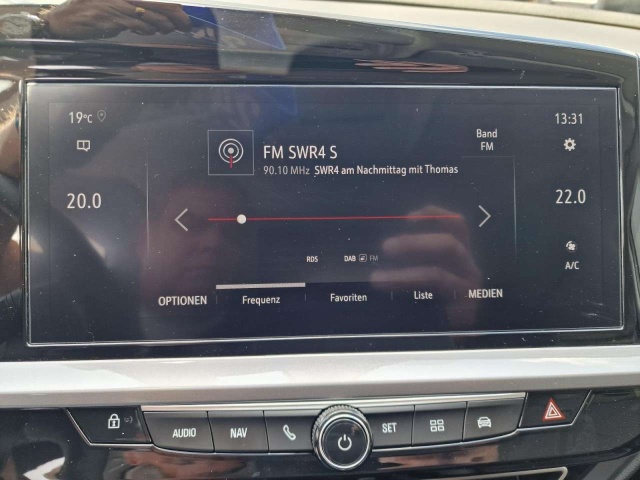 19°C
13:31
FM SWR4 S
Band
FM
90.10 MHz SWR4 am Nachmittag mit Thomas
20.0
22.0
RDS DAB FM
A/C
OPTIONEN Frequenz Favoriten Liste MEDIEN
AUDIO NAV SET